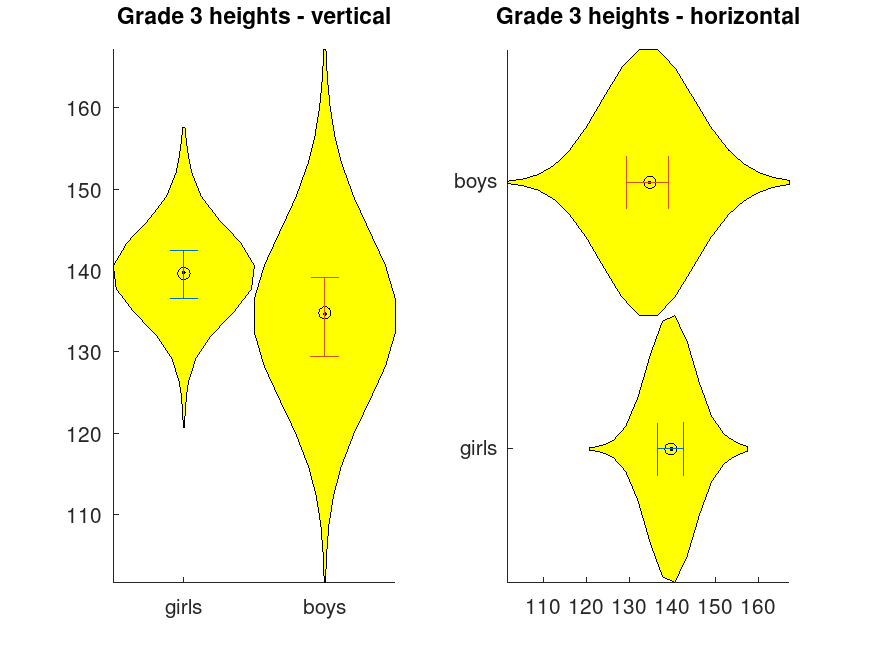 Grade 3 heights - vertical
160
150
140
130
120
110
girls boys
Grade 3 heights - horizontal
boys
girls
110 120 130 140 150 160